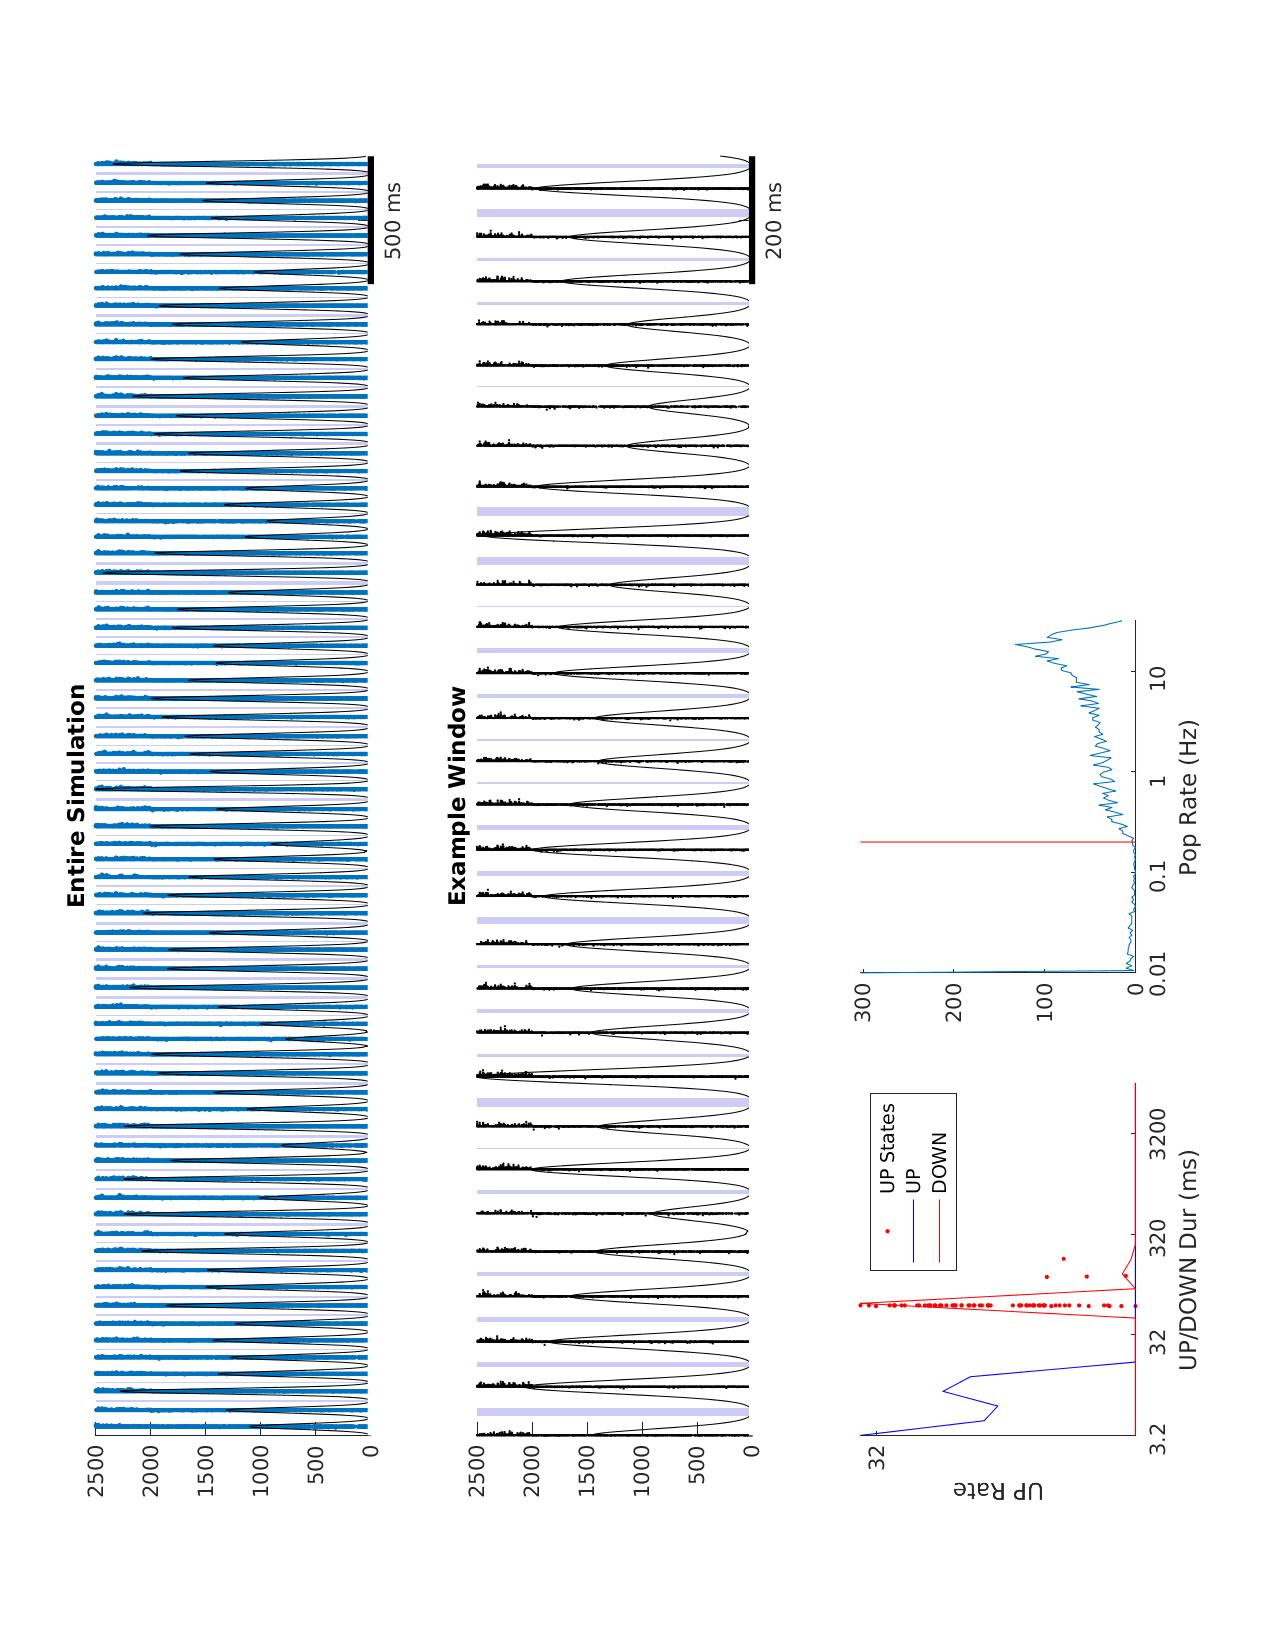 Entire Simulation
2500
2000
1500
1000
500
0
500 ms
Example Window
2500
2000
1500
1000
500
0
200 ms
UP Rate
32
3.2 32 320 3200
UP/DOWN Dur (ms)
UP States
UP
DOWN
300
200
100
0
0.01 0.1 1 10
Pop Rate (Hz)